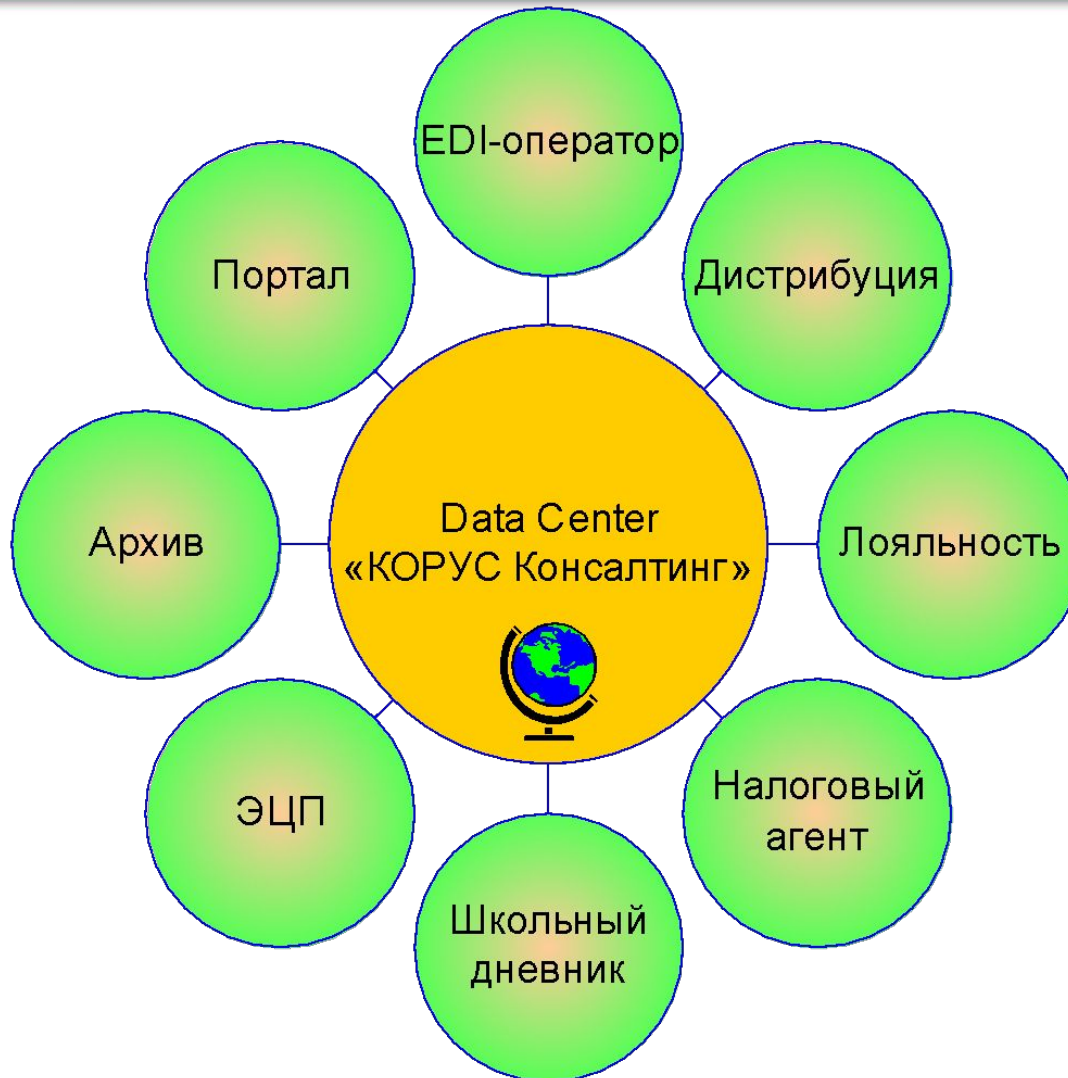 EDI-оператор
Портал
Дистрибуция
Data Center
«КОРУС Консалтинг»
Архив
Лояльность
ЭЦП
Налоговый
агент
Школьный
дневник